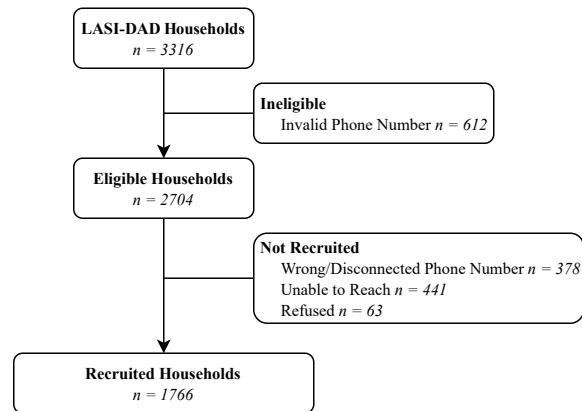 LASI-DAD Households
n = 3316
Ineligible
Invalid Phone Number n = 612
Eligible Households
n = 2704
Not Recruited
Wrong/Disconnected Phone Number n = 378
Unable to Reach n = 441
Refused n = 63
Recruited Households
n = 1766